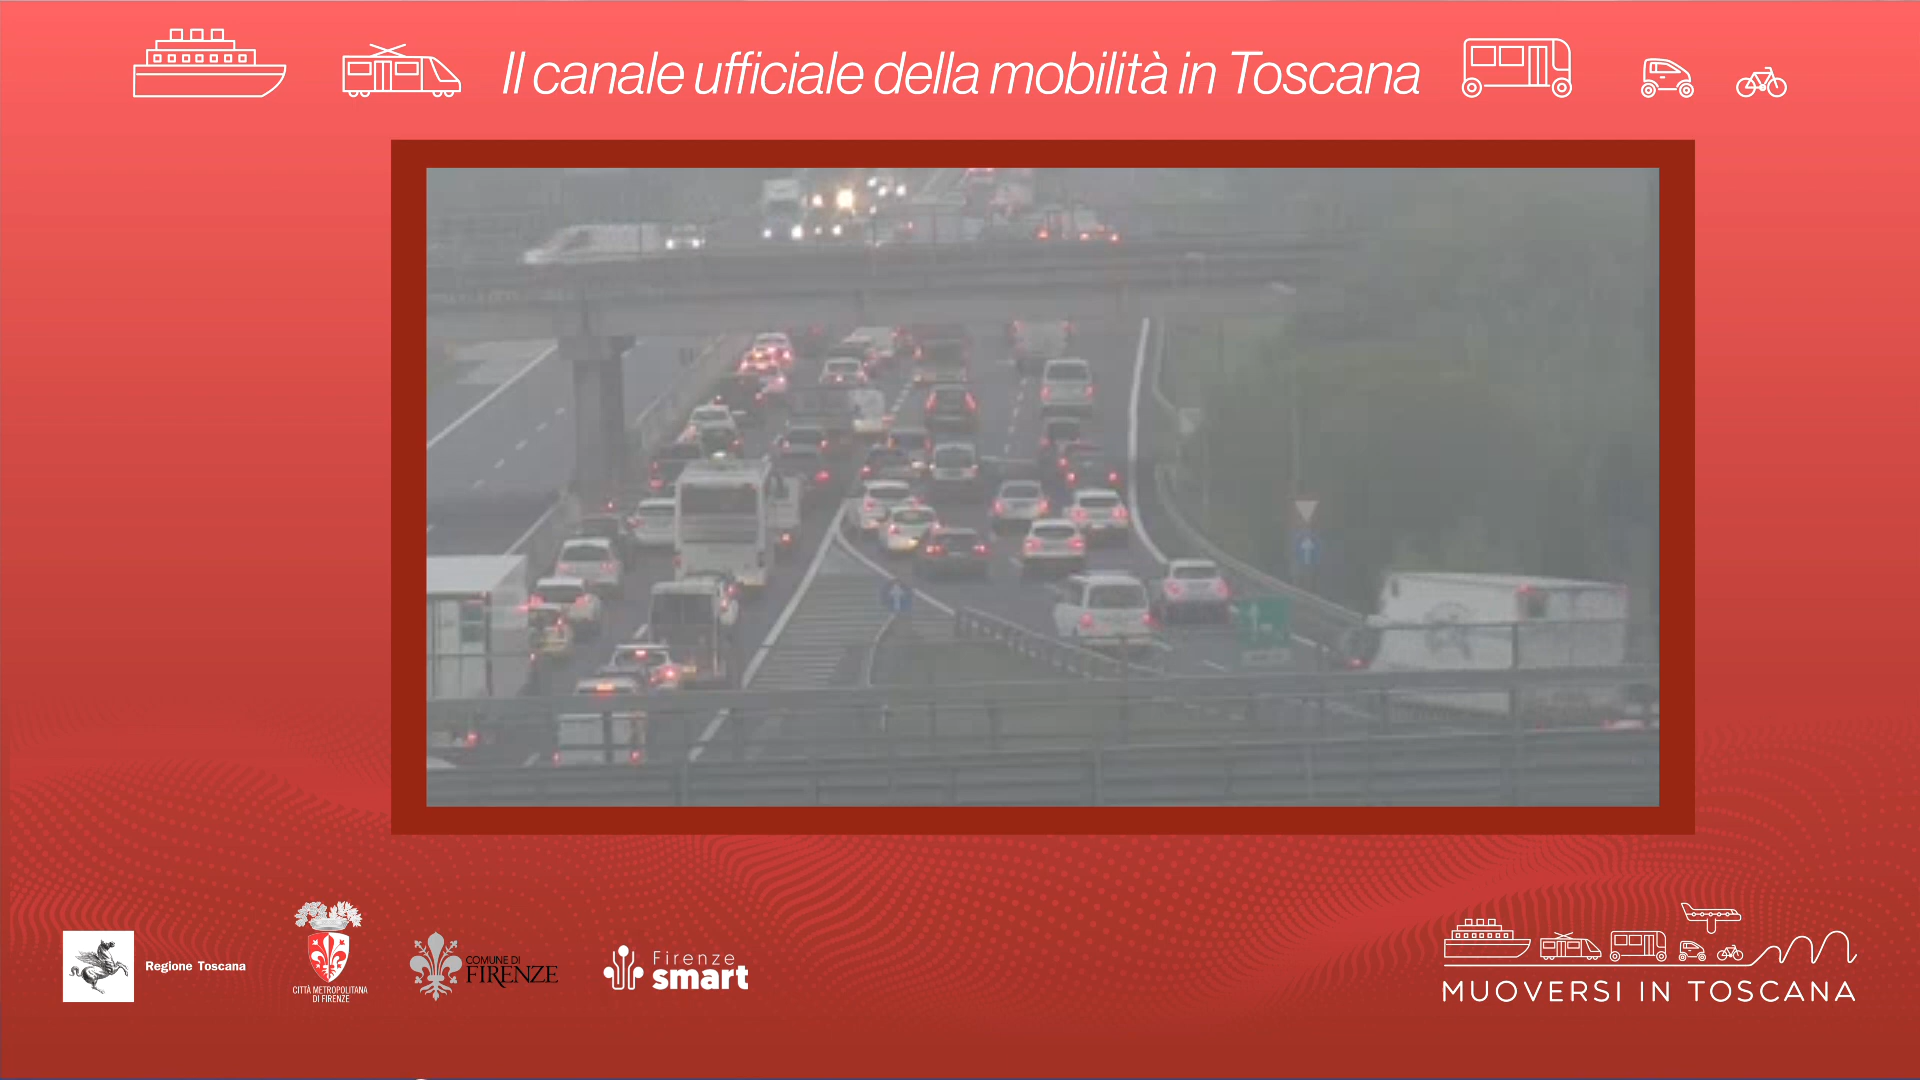 Il canale ufficiale della mobilità in Toscana
Regione Toscana
CITTÀ METROPOLITANA
DI FIRENZE
COMUNE DI
FIRENZE
Firenze
smart
MUOVERSI IN TOSCANA